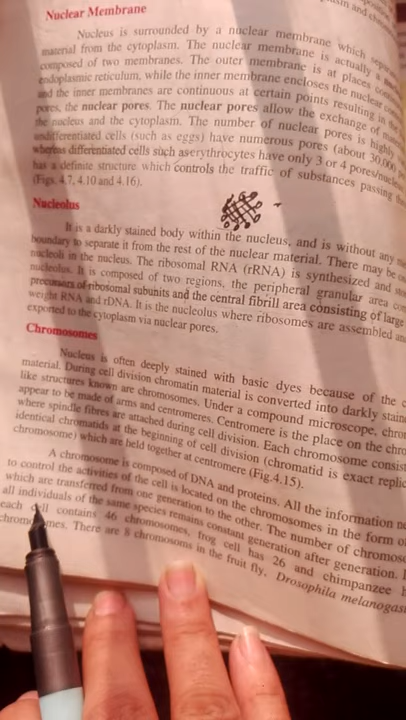 asin and ch
Nuclear Membrane
Nucleus is surrounded by a nuclear membrane which sepa
material from the cytoplasm. The nuclear membrane is actually a
composed of two membranes. The outer membrane is at places con
endoplasmic reticulum, while the inner membrane encloses the nuclear con
and the inner membranes are continuous at certain points resulting in the
pores, the nuclear pores. The nuclear pores allow the exchange of mat
the nucleus and the cytoplasm. The number of nuclear pores is highly
undifferentiated cells (such as eggs) have numerous pores (about 30,000 p
whereas differentiated cells such aserythrocytes have only 3 or 4 pores/nucle
has a definite structure which controls the traffic of substances passing th
(Figs. 4.7, 4.10 and 4.16).
Nucleolus
It is a darkly stained body within the nucleus, and is without any
boundary to separate it from the rest of the nuclear material. There may be o
nucleoli in the nucleus. The ribosomal RNA (rRNA) is synthesized and sto
nucleolus. It is composed of two regions, the peripheral granular area con
precursors of ribosomal subunits and the central fibrill area consisting of large
weight RNA and rDNA. It is the nucleolus where ribosomes are assembled and
exported to the cytoplasm via nuclear pores.
Chromosomes
Nucleus is often deeply stained with basic dyes because of the c
material. During cell division chromatin material is converted into darkly stain
like structures known are chromosomes. Under a compound microscope, chrom
appear to be made of arms and centromeres. Centromere is the place on the chro
where spindle fibres are attached during cell division. Each chromosome consist
identical chromatids at the beginning of cell division (chromatid is exact replic
chromosome) which are held together at centromere (Fig.4.15).
A chromosome is composed of DNA and proteins. All the information ne
to control the activities of the cell is located on the chromosomes in the form o
which are transferred from one generation to the other. The number of chromoso
all individuals of the same species remains constant generation after generation.
each cell contains 46 chromosomes, frog cell has 26 and chimpanzee h
chromosomes. There are 8 chromosoms in the fruit fly, Drosophila melanogast